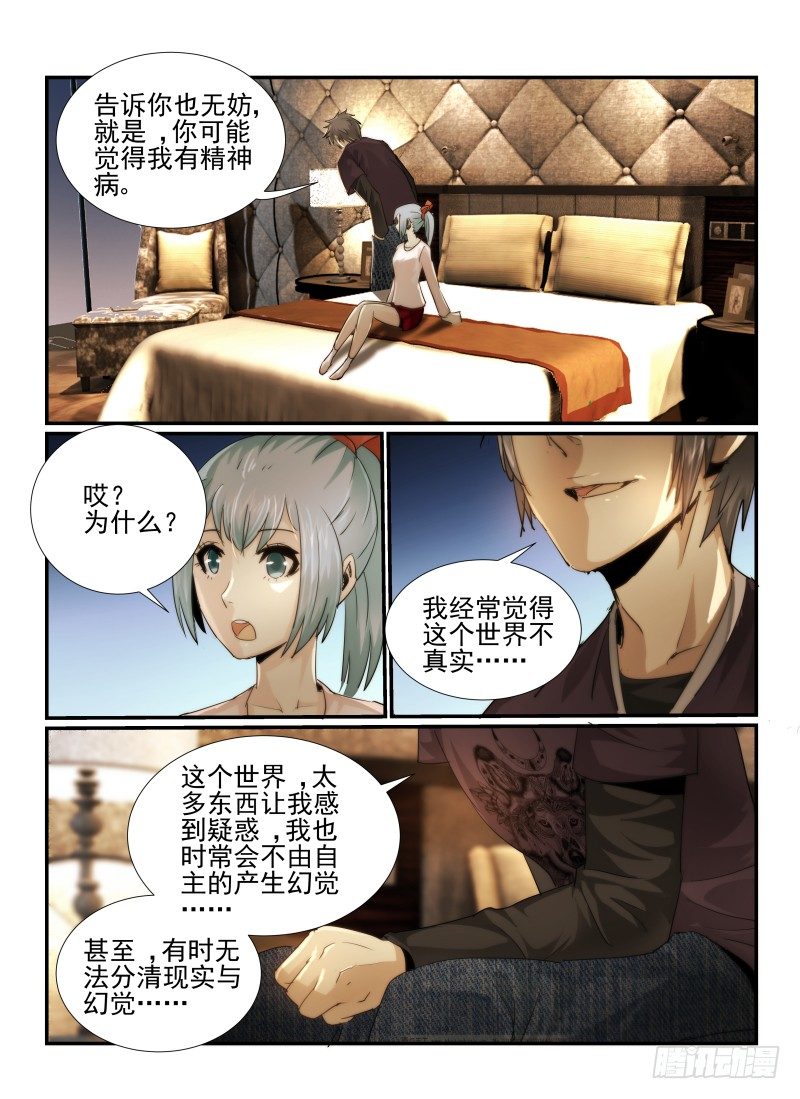 告诉你也无妨,
就是,你可能
觉得我有精神
病。
哎?
为什么?
我经常觉得
这个世界不
真实……
这个世界,太
多东西让我感
到疑惑,我也
时常会不由自
主的产生幻觉
……
甚至,有时无
法分清现实与
幻觉……
腾讯动漫